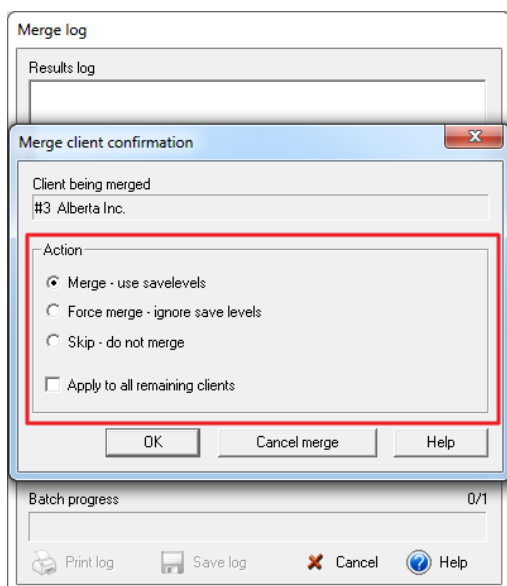 Merge log
Results log
Merge client confirmation
Client being merged
#3 Alberta Inc.
Action
Merge - use savelevels
Force merge - ignore save levels
Skip - do not merge
Apply to all remaining clients
OK Cancel merge Help
Batch progress 0/1
Print log Save log Cancel Help